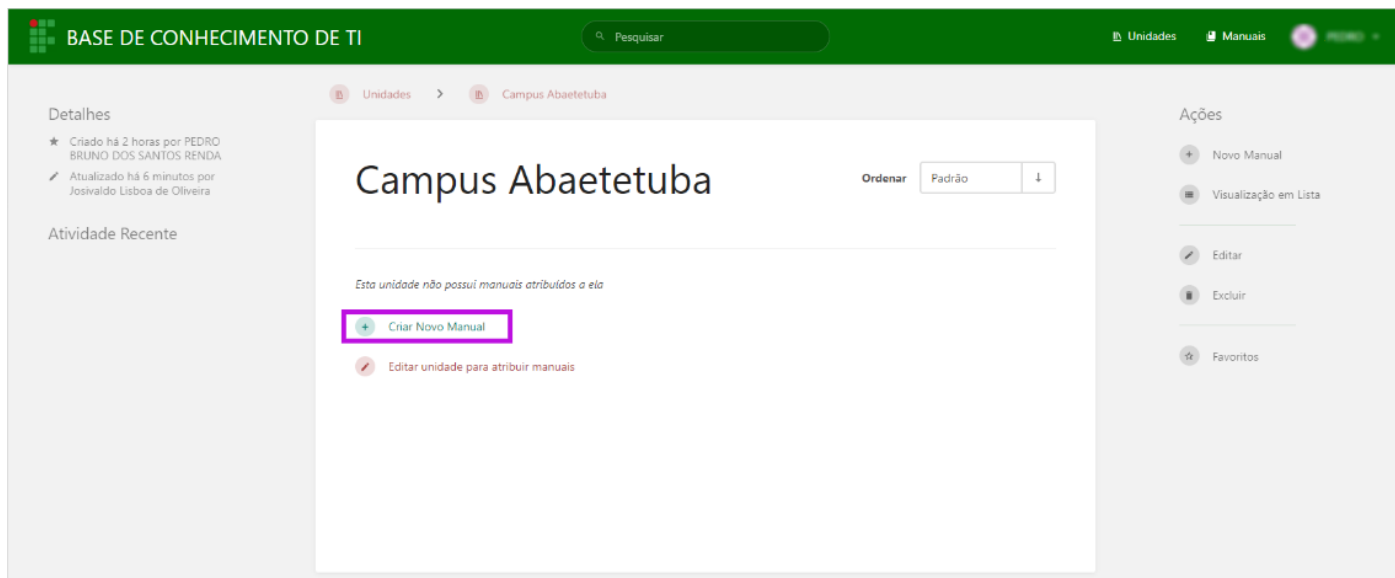 BASE DE CONHECIMENTO DE TI
Pesquisar
Unidades
Manuais
PEDRO
Detalhes
Criado há 2 horas por PEDRO
BRUNO DOS SANTOS RENDA
Atualizado há 6 minutos por
Josivaldo Lisboa de Oliveira
Atividade Recente
Unidades > Campus Abaetetuba
Campus Abaetetuba
Ordenar
Padrão
Esta unidade não possui manuais atribuídos a ela
Criar Novo Manual
Editar unidade para atribuir manuais
Ações
Novo Manual
Visualização em Lista
Editar
Excluir
Favoritos